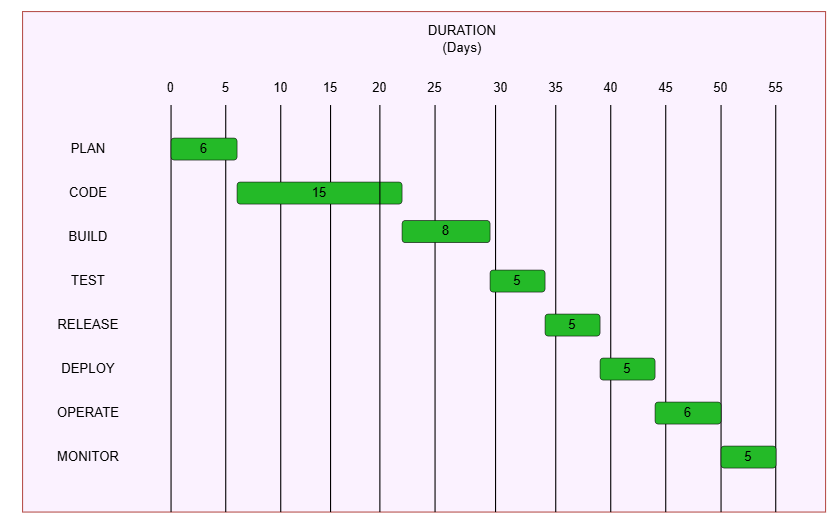 DURATION
(Days)
0 5 10 15 20 25 30 35 40 45 50 55
PLAN 6
CODE 15
BUILD 8
TEST 5
RELEASE 5
DEPLOY 5
OPERATE 6
MONITOR 5